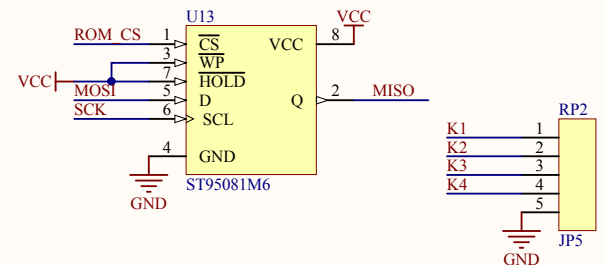 U13
VCC
ROM_CS 1 CS VCC 8
3 WP
VCC 7 HOLD
MOSI 5 D Q 2 MISO
SCK 6 SCL
4 GND
GND
ST95081M6
RP2
K1 1
K2 2
K3 3
K4 4
5
GND
JP5